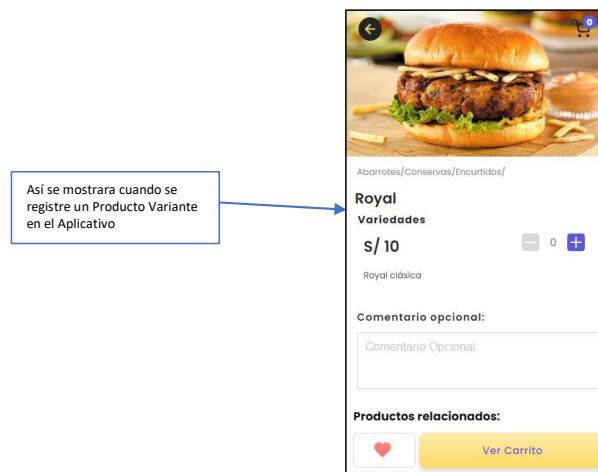 0
Abarrotes/Conservas/Encurtidos/
Así se mostrara cuando se
registre un Producto Variante
en el Aplicativo
Royal
Variedades
S/ 10
0
Royal clásica
Comentario opcional:
Comentario Opcional:
Productos relacionados:
Ver Carrito